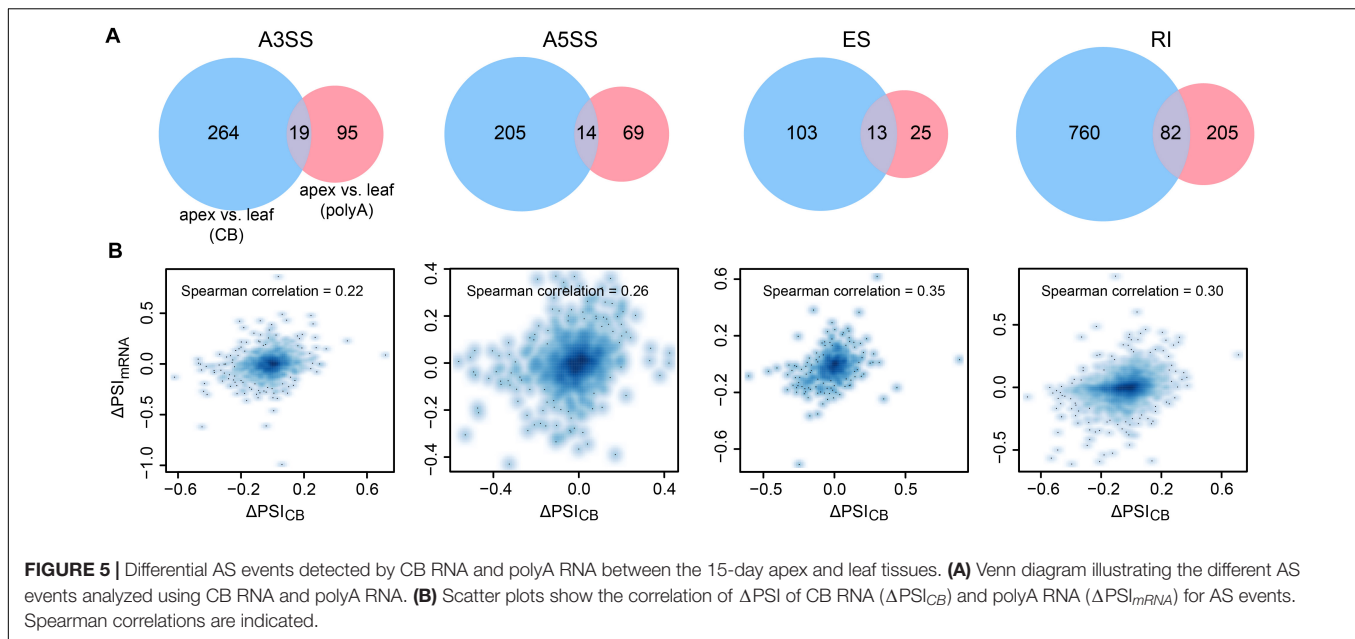 A
A3SS A5SS ES RI
264 19 95 205 14 69 103 13 25 760 82 205
apex vs. leaf
(polyA)
apex vs. leaf
(CB)
B
Spearman correlation = 0.22
ΔPSImRNA
0.5
0.0
−0.5
−1.0
−0.6 −0.2 0.2 0.6
ΔPSICB
Spearman correlation = 0.26
0.4
0.2
0.0
−0.2
−0.4
−0.4 0.0 0.4
ΔPSICB
Spearman correlation = 0.35
0.6
0.2
−0.2
−0.6
−0.5 0.0 0.5
ΔPSICB
Spearman correlation = 0.30
0.5
0.0
−0.5
−0.6 −0.2 0.2 0.6
ΔPSICB
FIGURE 5 | Differential AS events detected by CB RNA and polyA RNA between the 15-day apex and leaf tissues. (A) Venn diagram illustrating the different AS
events analyzed using CB RNA and polyA RNA. (B) Scatter plots show the correlation of ΔPSI of CB RNA (ΔPSICB) and polyA RNA (ΔPSImRNA) for AS events.
Spearman correlations are indicated.